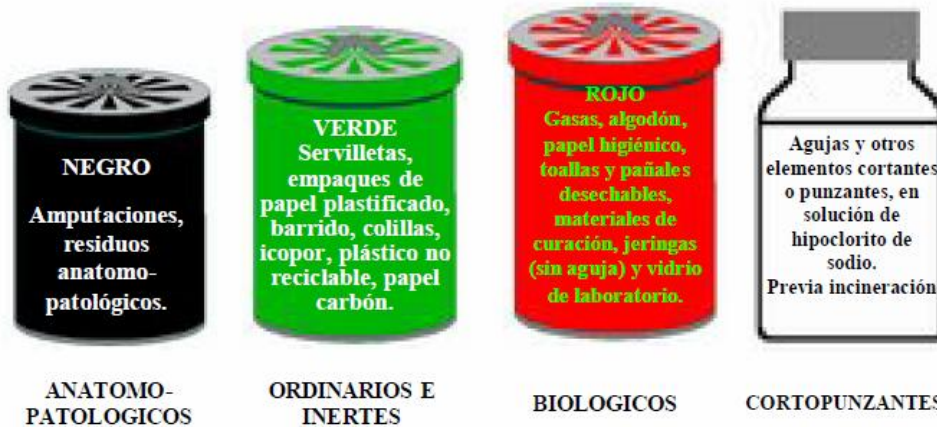 NEGRO
Amputaciones,
residuos
anatomo-
patológicos.
VERDE
Servilletas,
empaques de
papel plastificado,
barrido, colillas,
icopor, plástico no
reciclable, papel
carbón.
ROJO
Gasas, algodón,
papel higiénico,
toallas y pañales
desechables,
materiales de
curación, jeringas
(sin aguja) y vidrio
de laboratorio.
Agujas y otros
elementos cortantes
o punzantes, en
solución de
hipoclorito de
sodio.
Previa incineración
ANATOMO-
PATOLOGICOS
ORDINARIOS E
INERTES
BIOLOGICOS
CORTOPUNZANTES